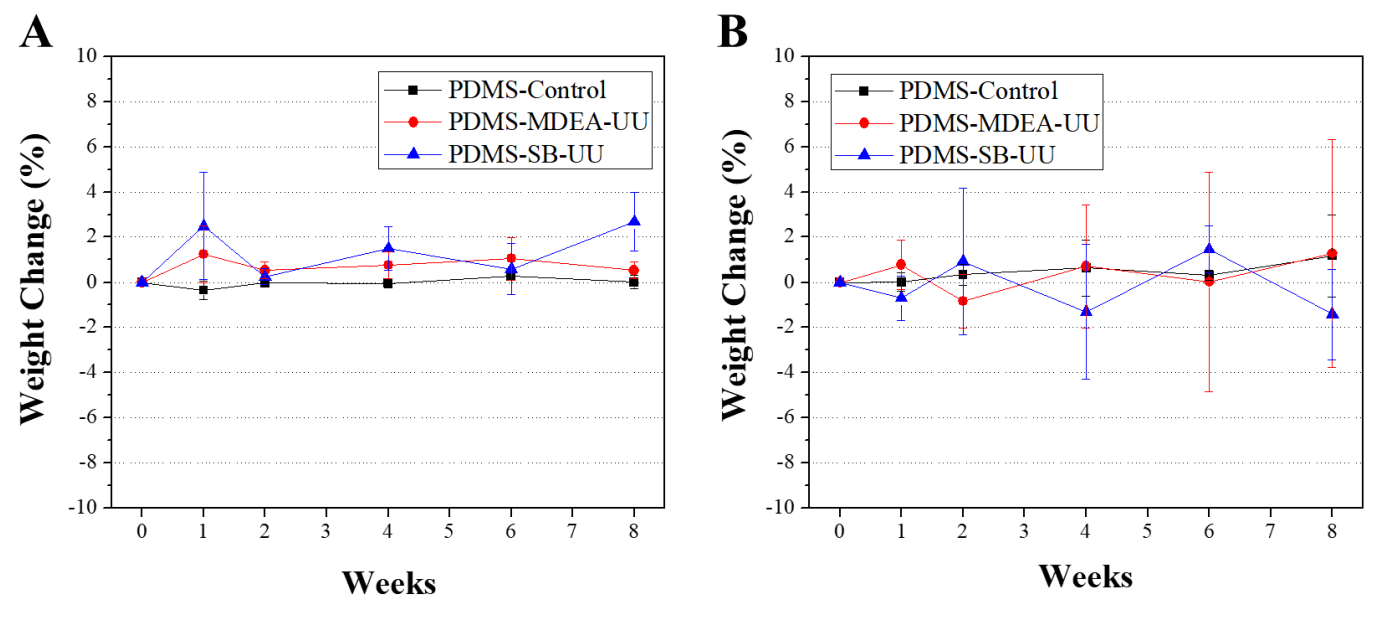 A
Weight Change (%)
10
8
6
4
2
0
-2
-4
-6
-8
-10
PDMS-Control
PDMS-MDEA-UU
PDMS-SB-UU
0 1 2 3 4 5 6 7 8
Weeks
B
Weight Change (%)
10
8
6
4
2
0
-2
-4
-6
-8
-10
PDMS-Control
PDMS-MDEA-UU
PDMS-SB-UU
0 1 2 3 4 5 6 7 8
Weeks